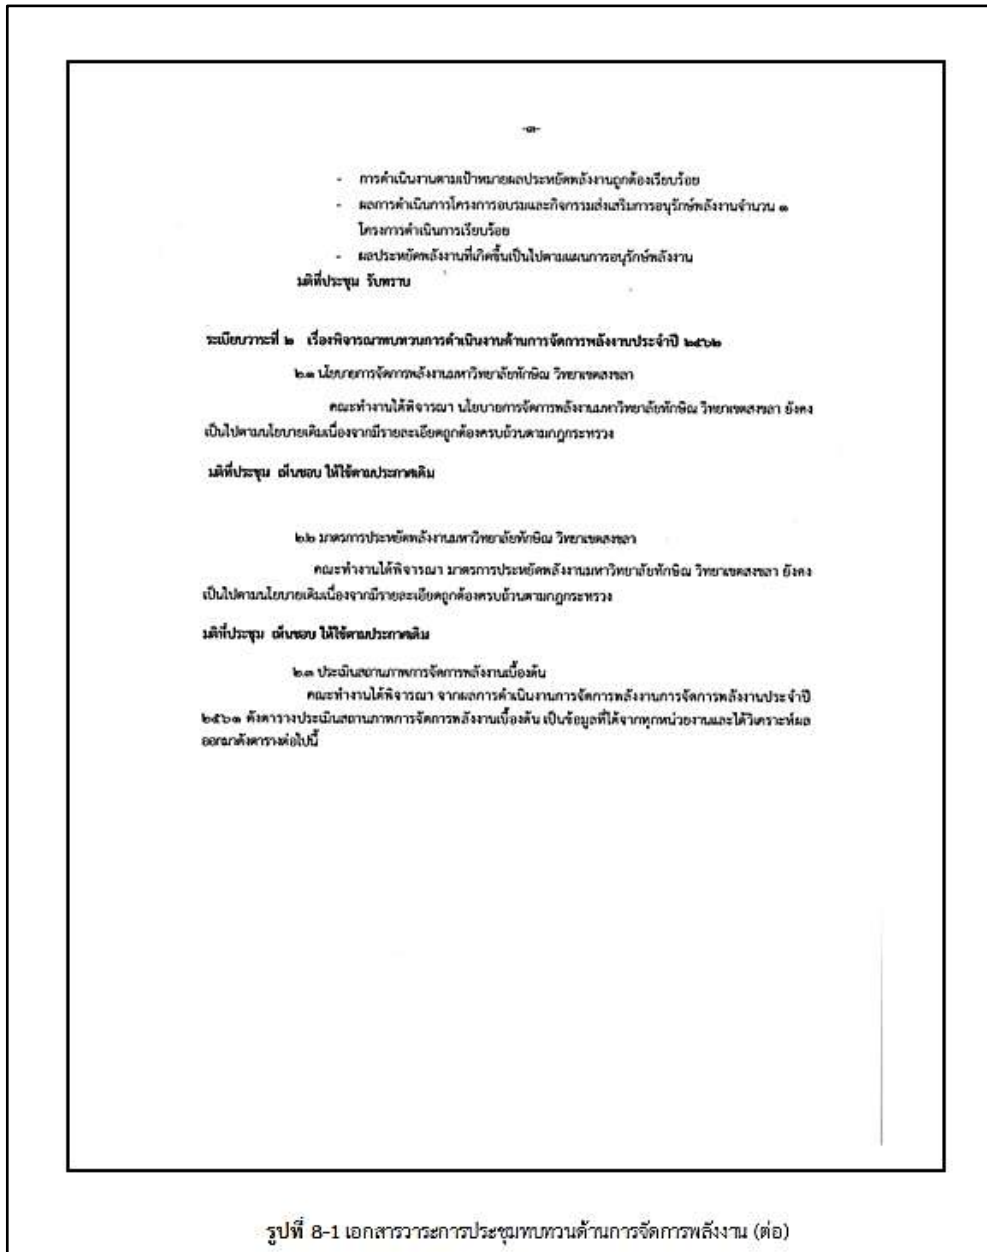 -๓-
- การดำเนินงานตามเป้าหมายผลประหยัดพลังงานถูกต้องเรียบร้อย
- ผลการดำเนินการโครงการอบรมและกิจกรรมส่งเสริมการอนุรักษ์พลังงานจำนวน ๑
โครงการดำเนินการเรียบร้อย
- ผลประหยัดพลังงานที่เกิดขึ้นเป็นไปตามแผนการอนุรักษ์พลังงาน
มติที่ประชุม รับทราบ
ระเบียบวาระที่ ๒ เรื่องพิจารณาทบทวนการดำเนินงานด้านการจัดการพลังงานประจำปี ๒๕๖๒
๒.๑ นโยบายการจัดการพลังงานมหาวิทยาลัยทักษิณ วิทยาเขตสงขลา
คณะทำงานได้พิจารณา นโยบายการจัดการพลังงานมหาวิทยาลัยทักษิณ วิทยาเขตสงขลา ยังคง
เป็นไปตามนโยบายเดิมเนื่องจากมีรายละเอียดถูกต้องครบถ้วนตามกฎกระทรวง
มติที่ประชุม เห็นชอบ ให้ใช้ตามประกาศเดิม
๒.๒ มาตรการประหยัดพลังงานมหาวิทยาลัยทักษิณ วิทยาเขตสงขลา
คณะทำงานได้พิจารณา มาตรการประหยัดพลังงานมหาวิทยาลัยทักษิณ วิทยาเขตสงขลา ยังคง
เป็นไปตามนโยบายเดิมเนื่องจากมีรายละเอียดถูกต้องครบถ้วนตามกฎกระทรวง
มติที่ประชุม เห็นชอบ ให้ใช้ตามประกาศเดิม
๒.๓ ประเมินสถานภาพการจัดการพลังงานเบื้องต้น
คณะทำงานได้พิจารณา จากผลการดำเนินงานการจัดการพลังงานการจัดการพลังงานประจำปี
๒๕๖๑ ดังตารางประเมินสถานภาพการจัดการพลังงานเบื้องต้น เป็นข้อมูลที่ได้จากทุกหน่วยงานและได้วิเคราะห์ผล
ออกมาดังตารางต่อไปนี้
รูปที่ 8-1 เอกสารวาระการประชุมทบทวนด้านการจัดการพลังงาน (ต่อ)